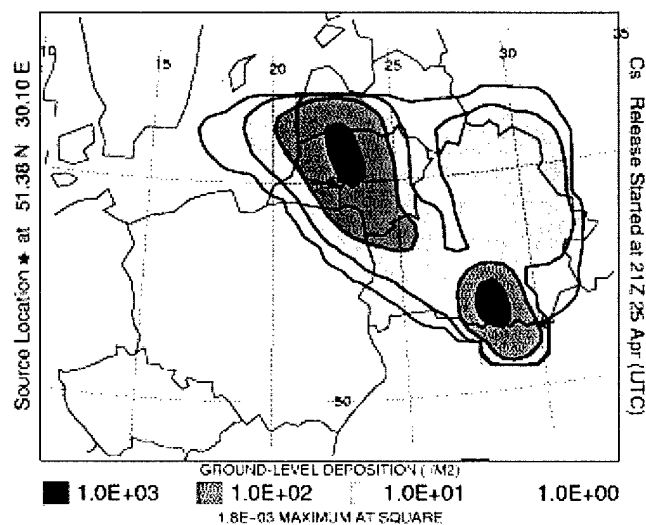 10 15 20 25 30
Source Location ★ at 51.38 N 30.10 E
Cs Release Started at 21Z 25 Apr (UTC)
50
GROUND-LEVEL DEPOSITION ( /M2)
1.0E+03 1.0E+02 1.0E+01 1.0E+00
1.8E-03 MAXIMUM AT SQUARE